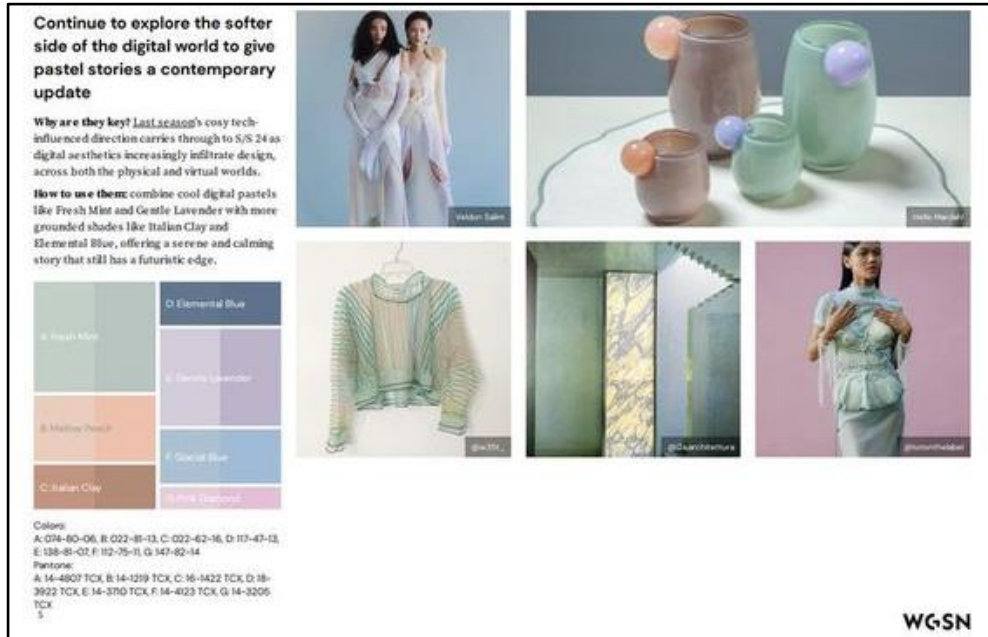 Continue to explore the softer
side of the digital world to give
pastel stories a contemporary
update
Why are they key? Last season's cosy tech-
influenced direction carries through to S/S 24 as
digital aesthetics increasingly infiltrate design,
across both the physical and virtual worlds.
How to use them: combine cool digital pastels
like Fresh Mint and Gentle Lavender with more
grounded shades like Italian Clay and
Elemental Blue, offering a serene and calming
story that still has a futuristic edge.
A: Fresh Mint
B: Mellow Peach
C: Italian Clay
D: Elemental Blue
E: Gentle Lavender
F: Glacial Blue
G: Pink Diamond
Colors:
A: 074-80-06, B: 022-81-13, C: 022-62-16, D: 117-47-13,
E: 138-81-07, F: 112-75-11, G: 147-82-14
Pantone:
A: 14-4807 TCX, B: 14-1219 TCX, C: 16-1422 TCX, D: 18-
3922 TCX, E: 14-3710 TCX, F: 14-4123 TCX, G: 14-3205
TCX
5
Helle Mardahl
WGSN